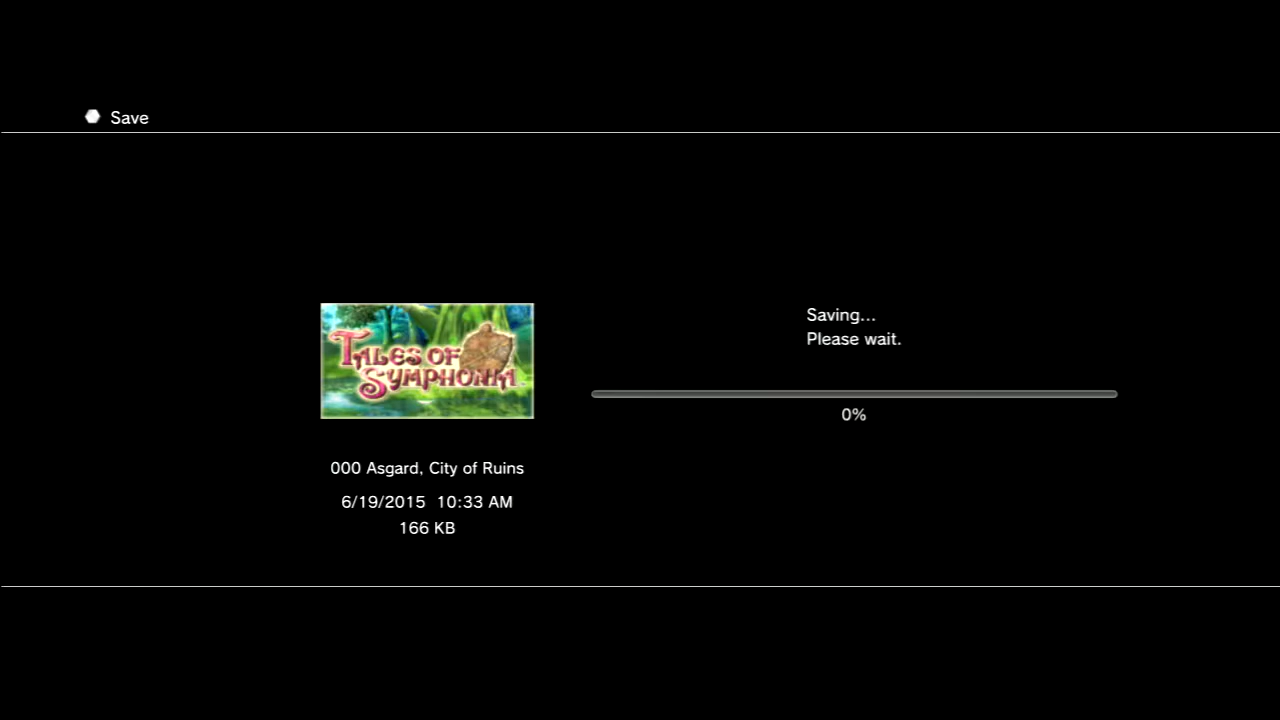 Save
TALES OF
SYMPHONIA
Saving...
Please wait.
0%
000 Asgard, City of Ruins
6/19/2015 10:33 AM
166 KB